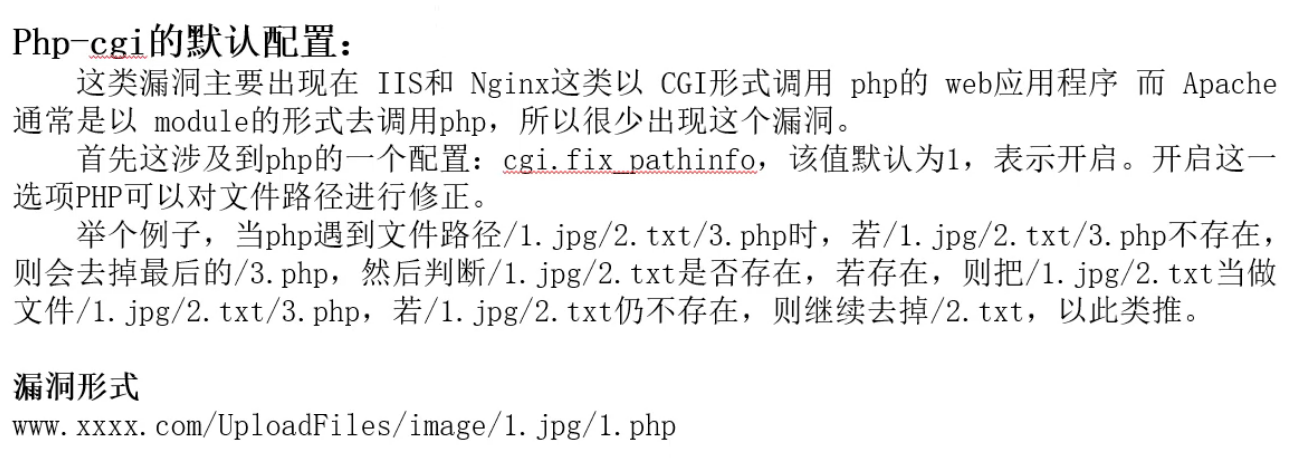 Php-cgi的默认配置：
这类漏洞主要出现在 IIS和 Nginx这类以 CGI形式调用 php的 web应用程序 而 Apache
通常是以 module的形式去调用php，所以很少出现这个漏洞。
首先这涉及到php的一个配置：cgi.fix_pathinfo，该值默认为1，表示开启。开启这一
选项PHP可以对文件路径进行修正。
举个例子，当php遇到文件路径/1.jpg/2.txt/3.php时，若/1.jpg/2.txt/3.php不存在，
则会去掉最后的/3.php，然后判断/1.jpg/2.txt是否存在，若存在，则把/1.jpg/2.txt当做
文件/1.jpg/2.txt/3.php，若/1.jpg/2.txt仍不存在，则继续去掉/2.txt，以此类推。
漏洞形式
www.xxxx.com/UploadFiles/image/1.jpg/1.php